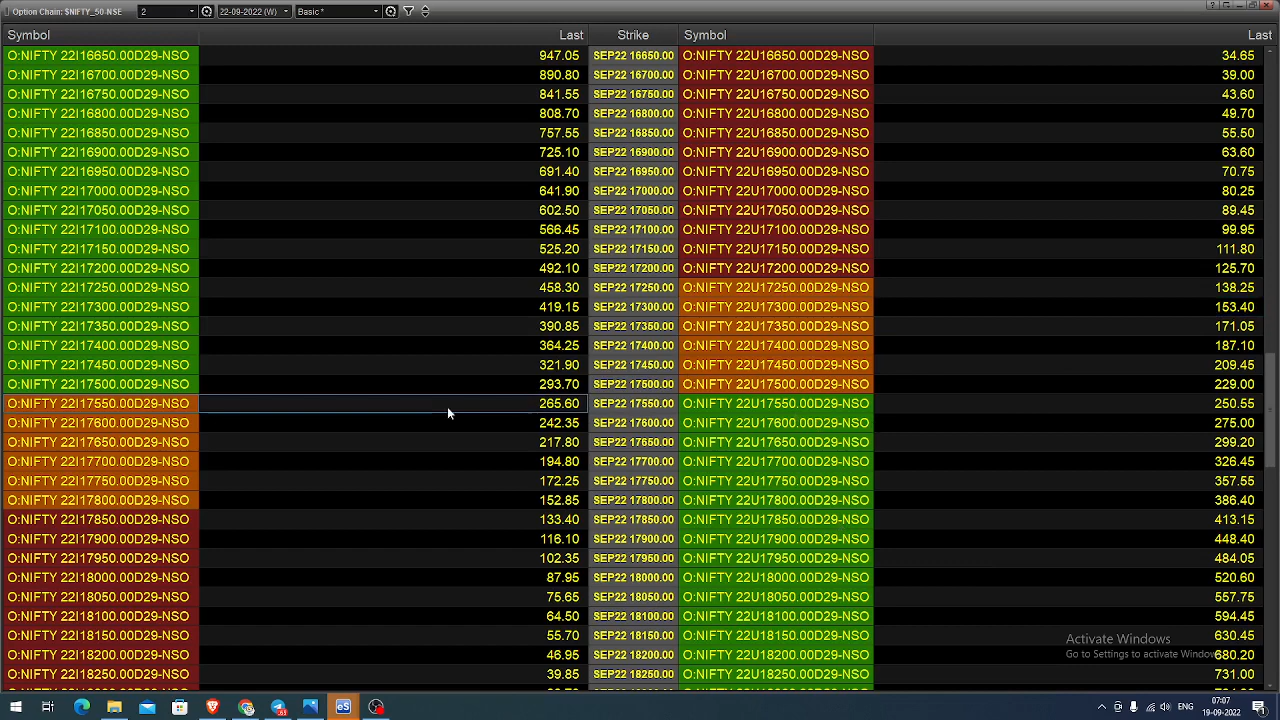 Option Chain: $NIFTY_50 NSE 2 22-09-2022 (W) Basic*
Symbol Last Strike Symbol Last
O:NIFTY 22I16650.00D29-NSO 947.05 SEP22 16650.00 O:NIFTY 22U16650.00D29-NSO 34.65
O:NIFTY 22I16700.00D29-NSO 890.80 SEP22 16700.00 O:NIFTY 22U16700.00D29-NSO 39.00
O:NIFTY 22I16750.00D29-NSO 841.55 SEP22 16750.00 O:NIFTY 22U16750.00D29-NSO 43.60
O:NIFTY 22I16800.00D29-NSO 808.70 SEP22 16800.00 O:NIFTY 22U16800.00D29-NSO 49.70
O:NIFTY 22I16850.00D29-NSO 757.55 SEP22 16850.00 O:NIFTY 22U16850.00D29-NSO 55.50
O:NIFTY 22I16900.00D29-NSO 725.10 SEP22 16900.00 O:NIFTY 22U16900.00D29-NSO 63.60
O:NIFTY 22I16950.00D29-NSO 691.40 SEP22 16950.00 O:NIFTY 22U16950.00D29-NSO 70.75
O:NIFTY 22I17000.00D29-NSO 641.90 SEP22 17000.00 O:NIFTY 22U17000.00D29-NSO 80.25
O:NIFTY 22I17050.00D29-NSO 602.50 SEP22 17050.00 O:NIFTY 22U17050.00D29-NSO 89.45
O:NIFTY 22I17100.00D29-NSO 566.45 SEP22 17100.00 O:NIFTY 22U17100.00D29-NSO 99.95
O:NIFTY 22I17150.00D29-NSO 525.20 SEP22 17150.00 O:NIFTY 22U17150.00D29-NSO 111.80
O:NIFTY 22I17200.00D29-NSO 492.10 SEP22 17200.00 O:NIFTY 22U17200.00D29-NSO 125.70
O:NIFTY 22I17250.00D29-NSO 458.30 SEP22 17250.00 O:NIFTY 22U17250.00D29-NSO 138.25
O:NIFTY 22I17300.00D29-NSO 419.15 SEP22 17300.00 O:NIFTY 22U17300.00D29-NSO 153.40
O:NIFTY 22I17350.00D29-NSO 390.85 SEP22 17350.00 O:NIFTY 22U17350.00D29-NSO 171.05
O:NIFTY 22I17400.00D29-NSO 364.25 SEP22 17400.00 O:NIFTY 22U17400.00D29-NSO 187.10
O:NIFTY 22I17450.00D29-NSO 321.90 SEP22 17450.00 O:NIFTY 22U17450.00D29-NSO 209.45
O:NIFTY 22I17500.00D29-NSO 293.70 SEP22 17500.00 O:NIFTY 22U17500.00D29-NSO 229.00
O:NIFTY 22I17550.00D29-NSO 265.60 SEP22 17550.00 O:NIFTY 22U17550.00D29-NSO 250.55
O:NIFTY 22I17600.00D29-NSO 242.35 SEP22 17600.00 O:NIFTY 22U17600.00D29-NSO 275.00
O:NIFTY 22I17650.00D29-NSO 217.80 SEP22 17650.00 O:NIFTY 22U17650.00D29-NSO 299.20
O:NIFTY 22I17700.00D29-NSO 194.80 SEP22 17700.00 O:NIFTY 22U17700.00D29-NSO 326.45
O:NIFTY 22I17750.00D29-NSO 172.25 SEP22 17750.00 O:NIFTY 22U17750.00D29-NSO 357.55
O:NIFTY 22I17800.00D29-NSO 152.85 SEP22 17800.00 O:NIFTY 22U17800.00D29-NSO 386.40
O:NIFTY 22I17850.00D29-NSO 133.40 SEP22 17850.00 O:NIFTY 22U17850.00D29-NSO 413.15
O:NIFTY 22I17900.00D29-NSO 116.10 SEP22 17900.00 O:NIFTY 22U17900.00D29-NSO 448.40
O:NIFTY 22I17950.00D29-NSO 102.35 SEP22 17950.00 O:NIFTY 22U17950.00D29-NSO 484.05
O:NIFTY 22I18000.00D29-NSO 87.95 SEP22 18000.00 O:NIFTY 22U18000.00D29-NSO 520.60
O:NIFTY 22I18050.00D29-NSO 75.65 SEP22 18050.00 O:NIFTY 22U18050.00D29-NSO 557.75
O:NIFTY 22I18100.00D29-NSO 64.50 SEP22 18100.00 O:NIFTY 22U18100.00D29-NSO 594.45
O:NIFTY 22I18150.00D29-NSO 55.70 SEP22 18150.00 O:NIFTY 22U18150.00D29-NSO 630.45
Activate Windows
O:NIFTY 22I18200.00D29-NSO 46.95 SEP22 18200.00 O:NIFTY 22U18200.00D29-NSO 680.20
Go to Settings to activate Windows
O:NIFTY 22I18250.00D29-NSO 39.85 SEP22 18250.00 O:NIFTY 22U18250.00D29-NSO 731.00
eS ENG 07:07
19-09-2022